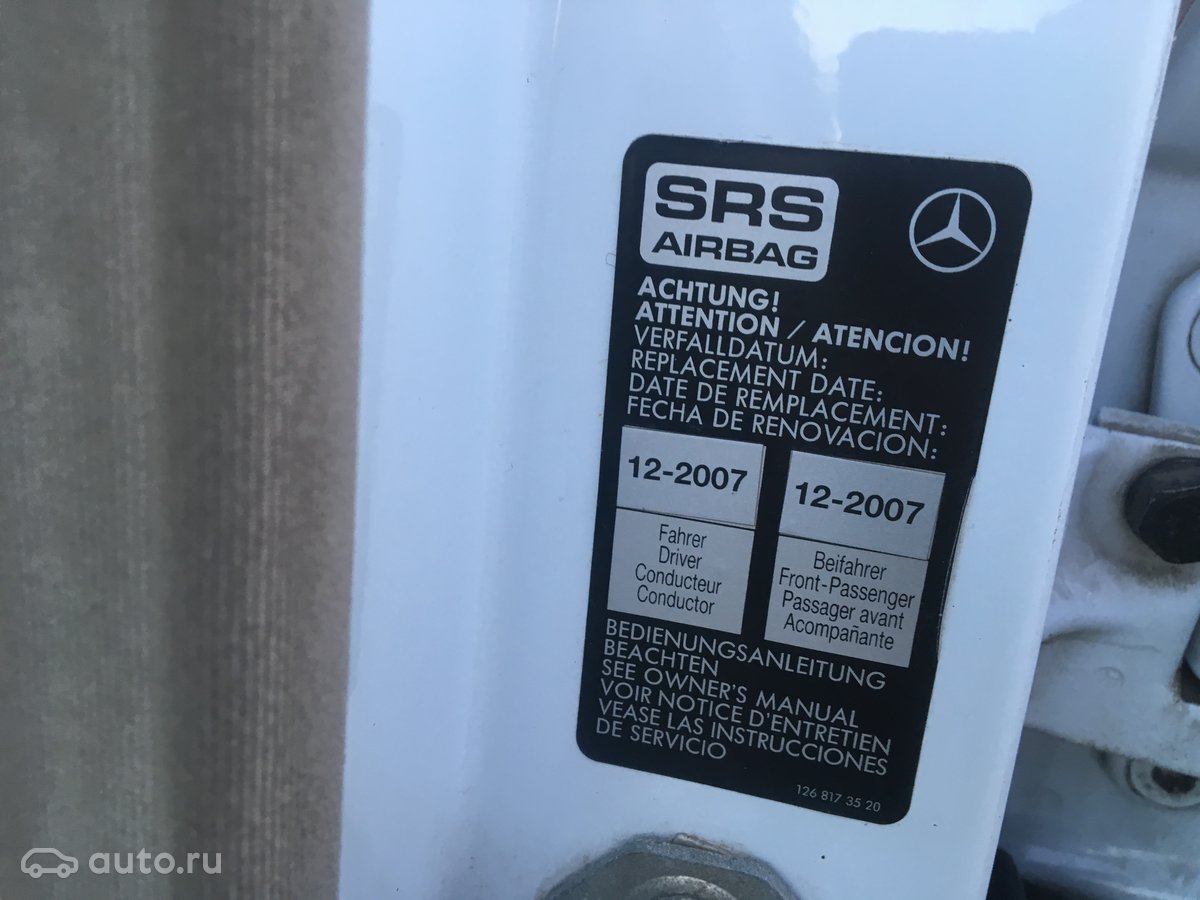 SRS
AIRBAG
ACHTUNG!
ATTENTION / ATENCION!
VERFALLDATUM:
REPLACEMENT DATE:
DATE DE REMPLACEMENT:
FECHA DE RENOVACION:
12-2007
Fahrer
Driver
Conducteur
Conductor
12-2007
Beifahrer
Front-Passenger
Passager avant
Acompañante
BEDIENUNGSANLEITUNG
BEACHTEN
SEE OWNER'S MANUAL
VOIR NOTICE D'ENTRETIEN
VEASE LAS INSTRUCCIONES
DE SERVICIO
126 817 35 20
auto.ru